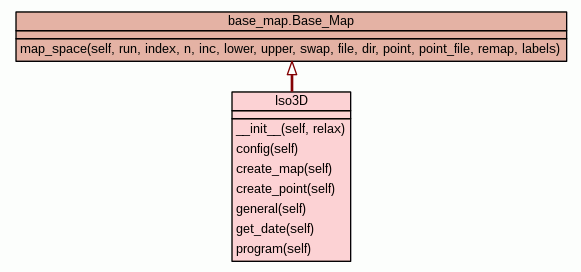 base_map.Base_Map
map_space(self, run, index, n, inc, lower, upper, swap, file, dir, point, point_file, remap, labels)
Iso3D
__init__(self, relax)
config(self)
create_map(self)
create_point(self)
general(self)
get_date(self)
program(self)